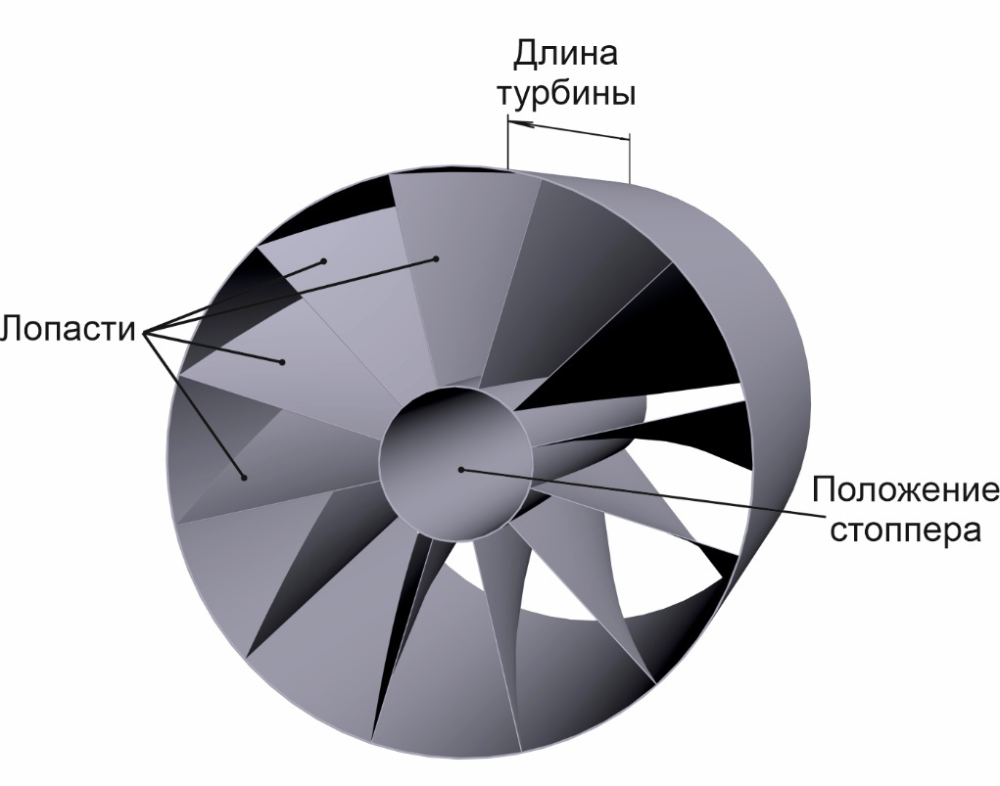 Длина
турбины
Лопасти
Положение
стоппера